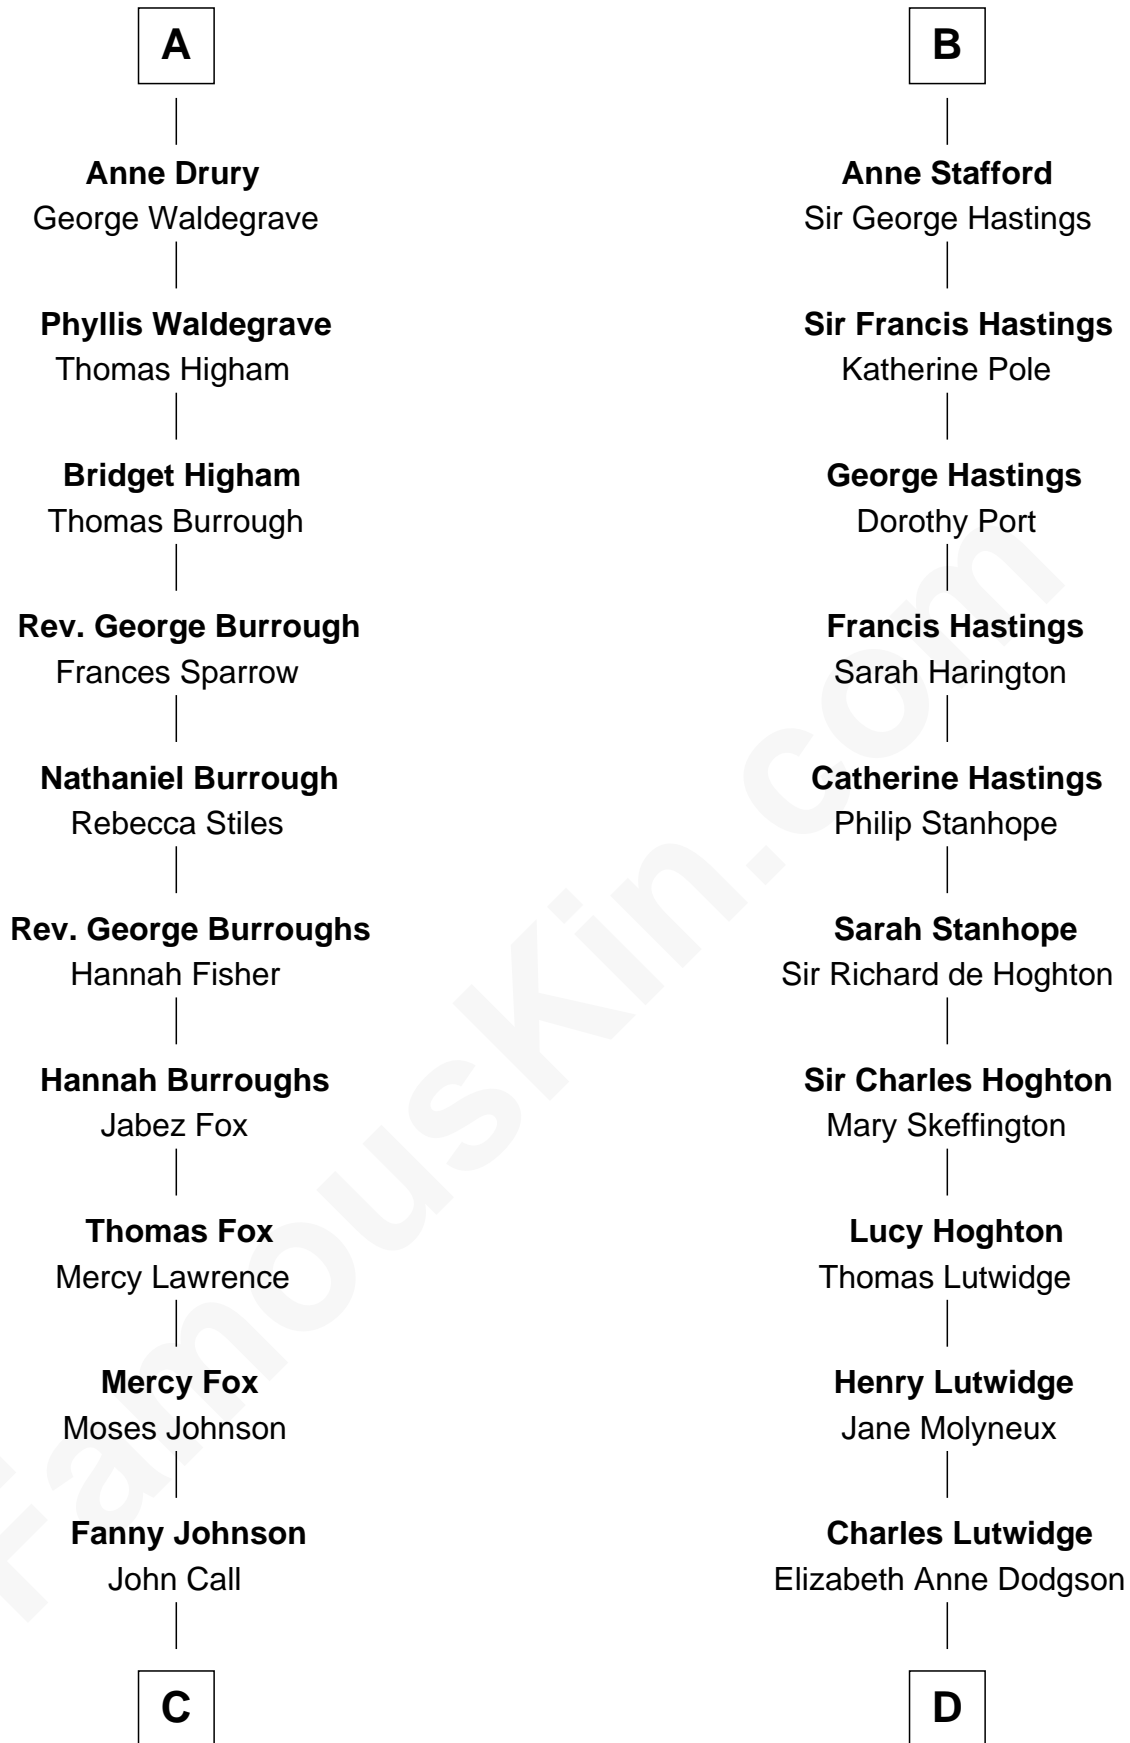 A
Anne Drury
George Waldegrave
Phyllis Waldegrave
Thomas Higham
Bridget Higham
Thomas Burrough
Rev. George Burrough
Frances Sparrow
Nathaniel Burrough
Rebecca Stiles
Rev. George Burroughs
Hannah Fisher
Hannah Burroughs
Jabez Fox
Thomas Fox
Mercy Lawrence
Mercy Fox
Moses Johnson
Fanny Johnson
John Call
C
B
Anne Stafford
Sir George Hastings
Sir Francis Hastings
Katherine Pole
George Hastings
Dorothy Port
Francis Hastings
Sarah Harington
Catherine Hastings
Philip Stanhope
Sarah Stanhope
Sir Richard de Hoghton
Sir Charles Hoghton
Mary Skeffington
Lucy Hoghton
Thomas Lutwidge
Henry Lutwidge
Jane Molyneux
Charles Lutwidge
Elizabeth Anne Dodgson
D
FamousKin.com